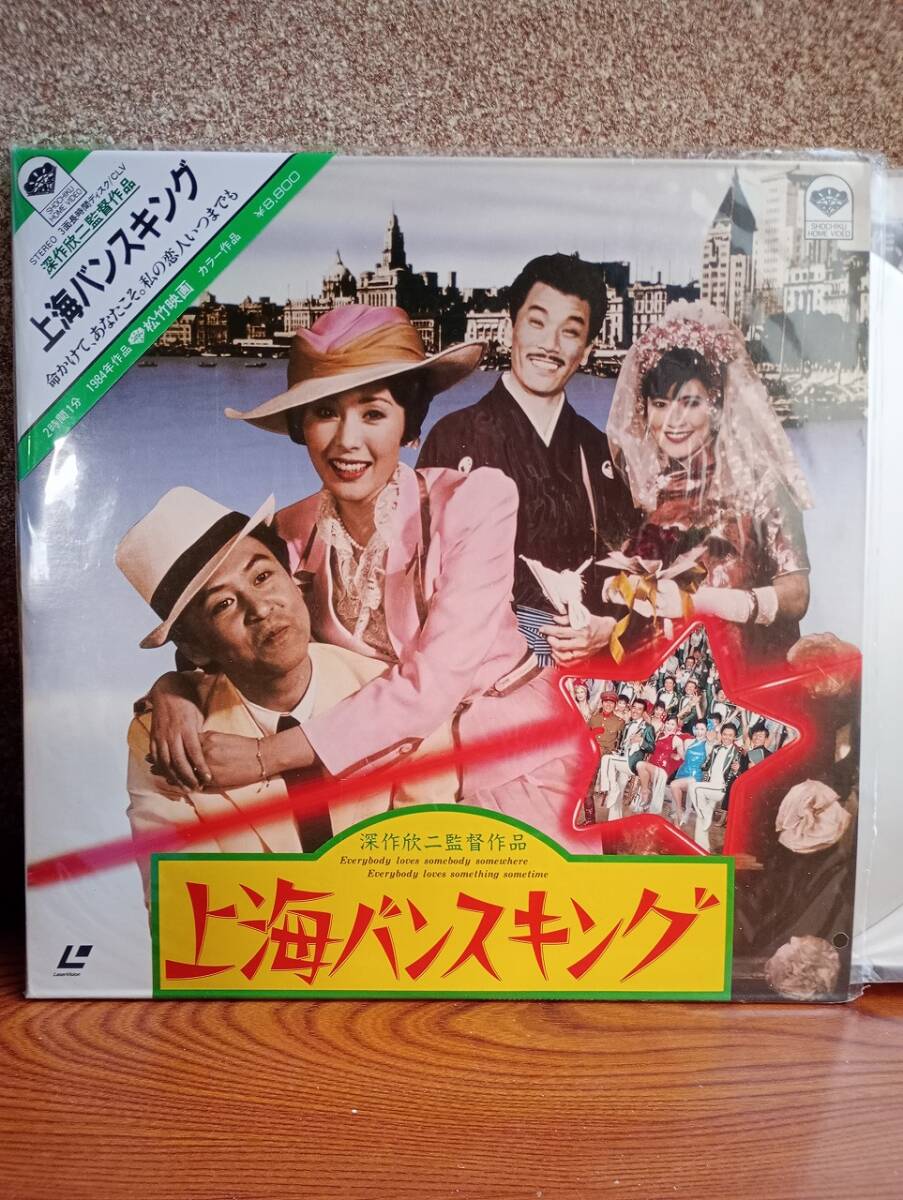 SHOCHIKU
HOME VIDEO
STEREO 3面長時間ディスク/CLV
深作欣二監督作品
上海バンスキング
命かけて、あなたこそ。私の恋人いつまでも
2時間1分 1984年作品 松竹映画 カラー作品
¥8,800
SHOCHIKU
HOME VIDEO
深作欣二監督作品
Everybody loves somebody somewhere
Everybody loves something sometime
上海バンスキング
LaserVision